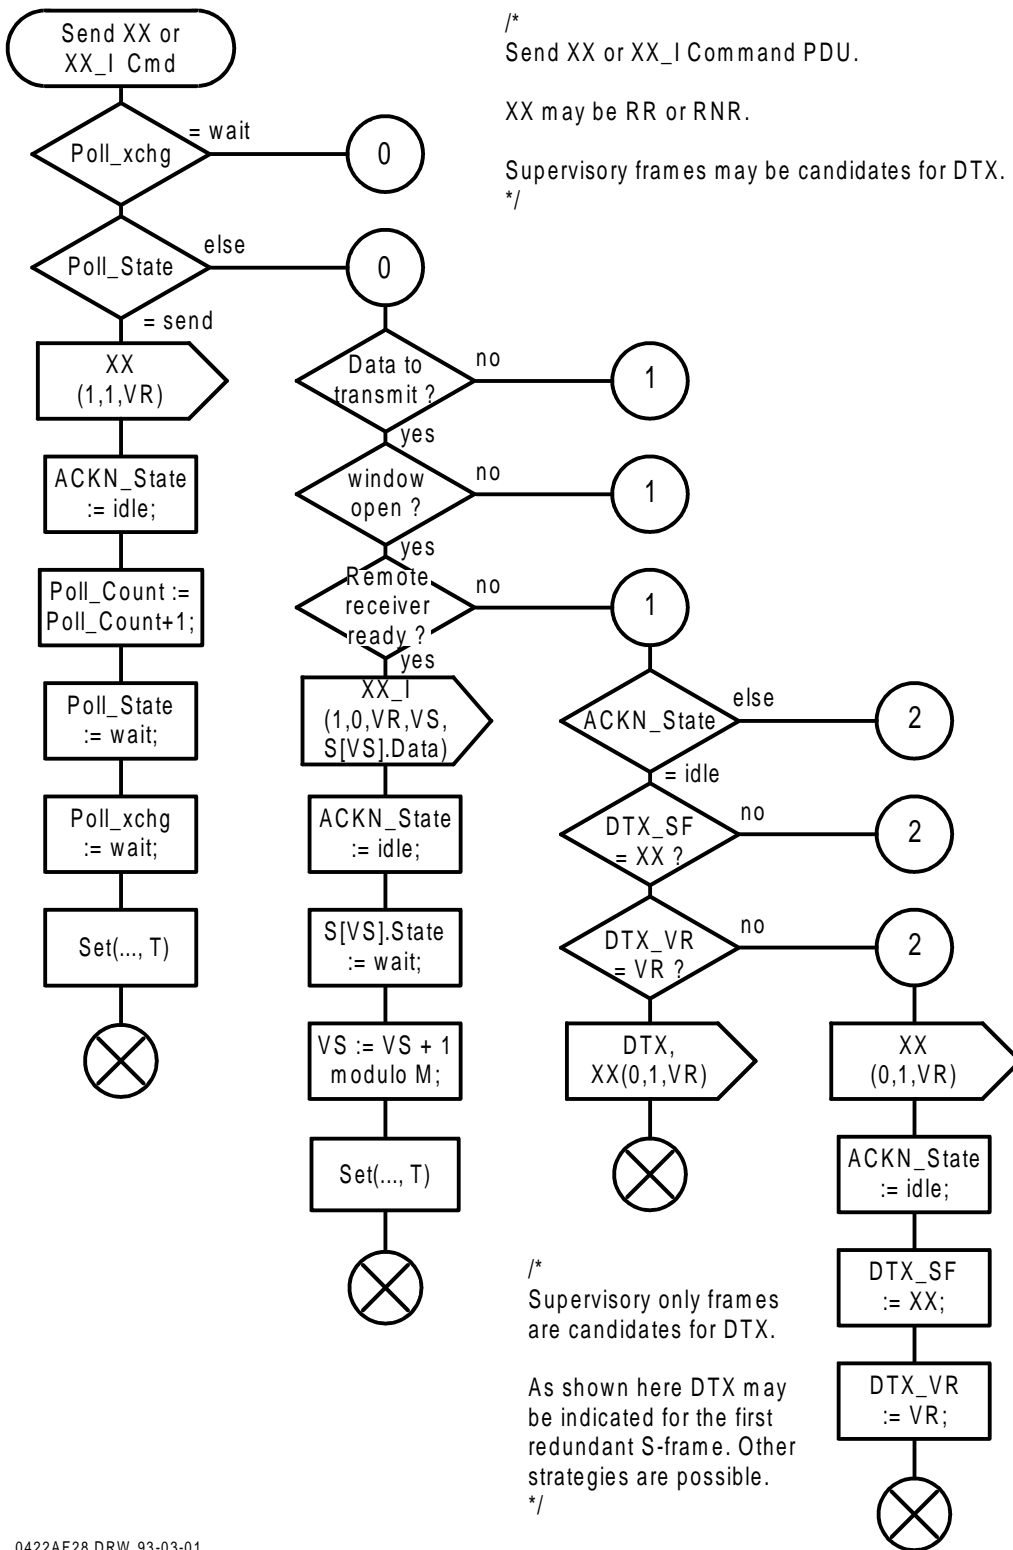 Send XX or
XX_I Cmd
/*
Send XX or XX_I Command PDU.
XX may be RR or RNR.
Supervisory frames may be candidates for DTX.
*/
Poll_xchg
= wait
0
Poll_State
else
0
= send
XX
(1,1,VR)
ACKN_State
:= idle;
Poll_Count :=
Poll_Count+1;
Poll_State
:= wait;
Poll_xchg
:= wait;
Set(..., T)
Data to
transmit ?
no
1
yes
window
open ?
no
1
yes
Remote
receiver
ready ?
no
1
yes
XX_I
(1,0,VR,VS,
S[VS].Data)
ACKN_State
:= idle;
S[VS].State
:= wait;
VS := VS + 1
modulo M;
Set(..., T)
ACKN_State
else
2
= idle
DTX_SF
= XX ?
no
2
DTX_VR
= VR ?
no
2
DTX,
XX(0,1,VR)
XX
(0,1,VR)
ACKN_State
:= idle;
DTX_SF
:= XX;
DTX_VR
:= VR;
/*
Supervisory only frames
are candidates for DTX.
As shown here DTX may
be indicated for the first
redundant S-frame. Other
strategies are possible.
*/
0422AF28.DRW, 93-03-01